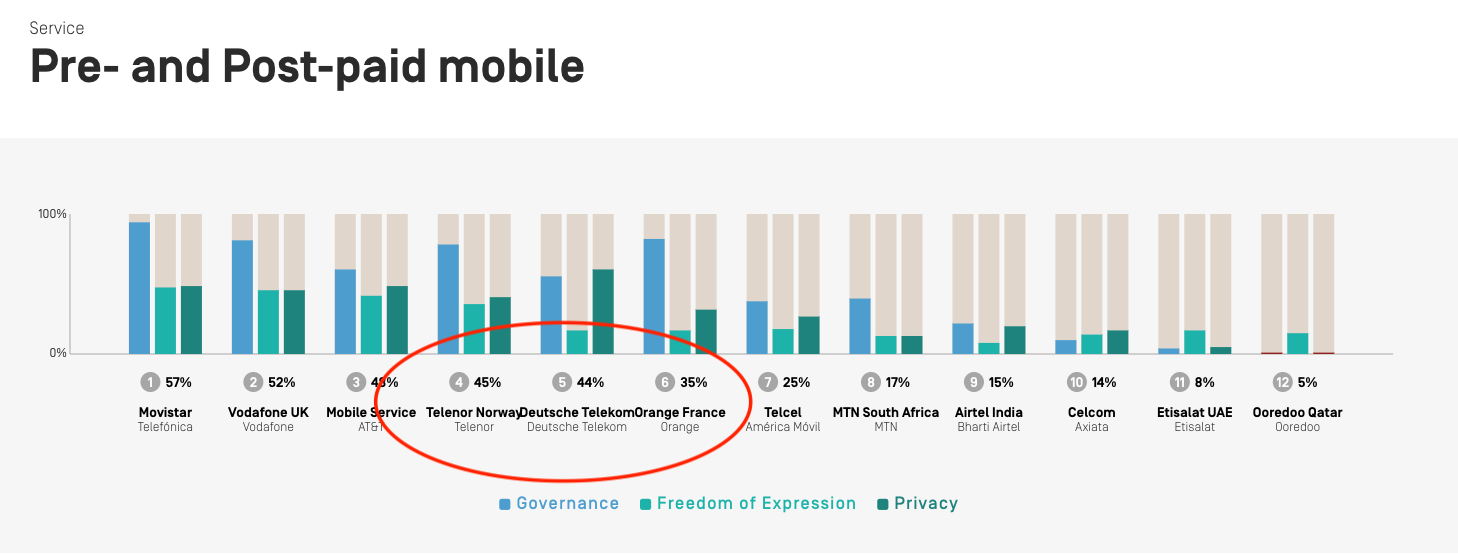 Service
Pre- and Post-paid mobile
100%
0%
1 57% 2 52% 3 48% 4 45% 5 44% 6 35% 7 25% 8 17% 9 15% 10 14% 11 8% 12 5%
Movistar Vodafone UK Mobile Service Telenor Norway Deutsche Telekom Orange France Telcel MTN South Africa Airtel India Celcom Etisalat UAE Ooredoo Qatar
Telefónica Vodafone AT&T Telenor Deutsche Telekom Orange América Móvil MTN Bharti Airtel Axiata Etisalat Ooredoo
Governance Freedom of Expression Privacy